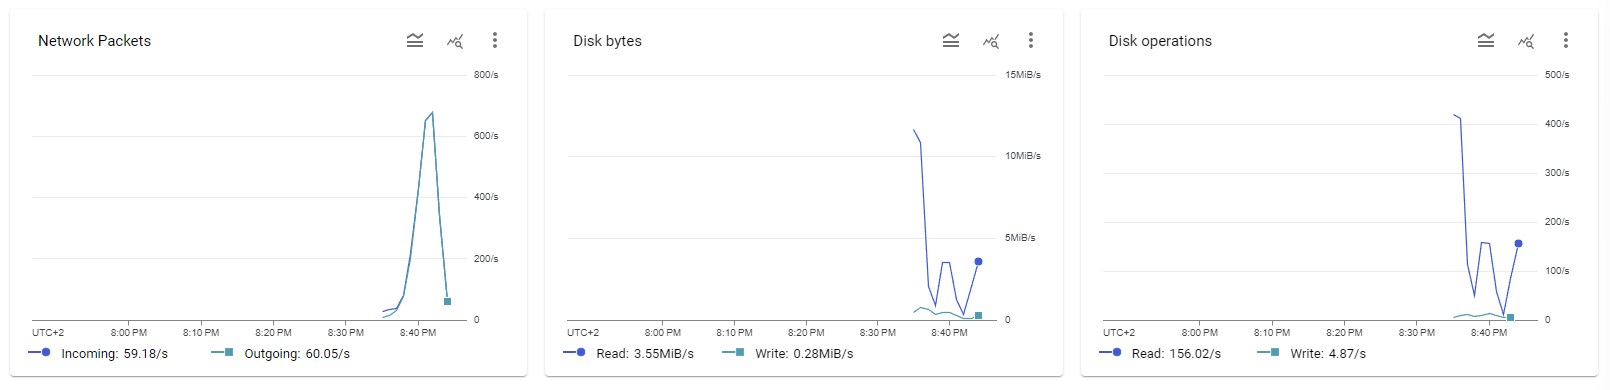 Network Packets
800/s
600/s
400/s
200/s
0
UTC+2 8:00 PM 8:10 PM 8:20 PM 8:30 PM 8:40 PM
Incoming: 59.18/s Outgoing: 60.05/s
Disk bytes
15MiB/s
10MiB/s
5MiB/s
0
UTC+2 8:00 PM 8:10 PM 8:20 PM 8:30 PM 8:40 PM
Read: 3.55MiB/s Write: 0.28MiB/s
Disk operations
500/s
400/s
300/s
200/s
100/s
0
UTC+2 8:00 PM 8:10 PM 8:20 PM 8:30 PM 8:40 PM
Read: 156.02/s Write: 4.87/s